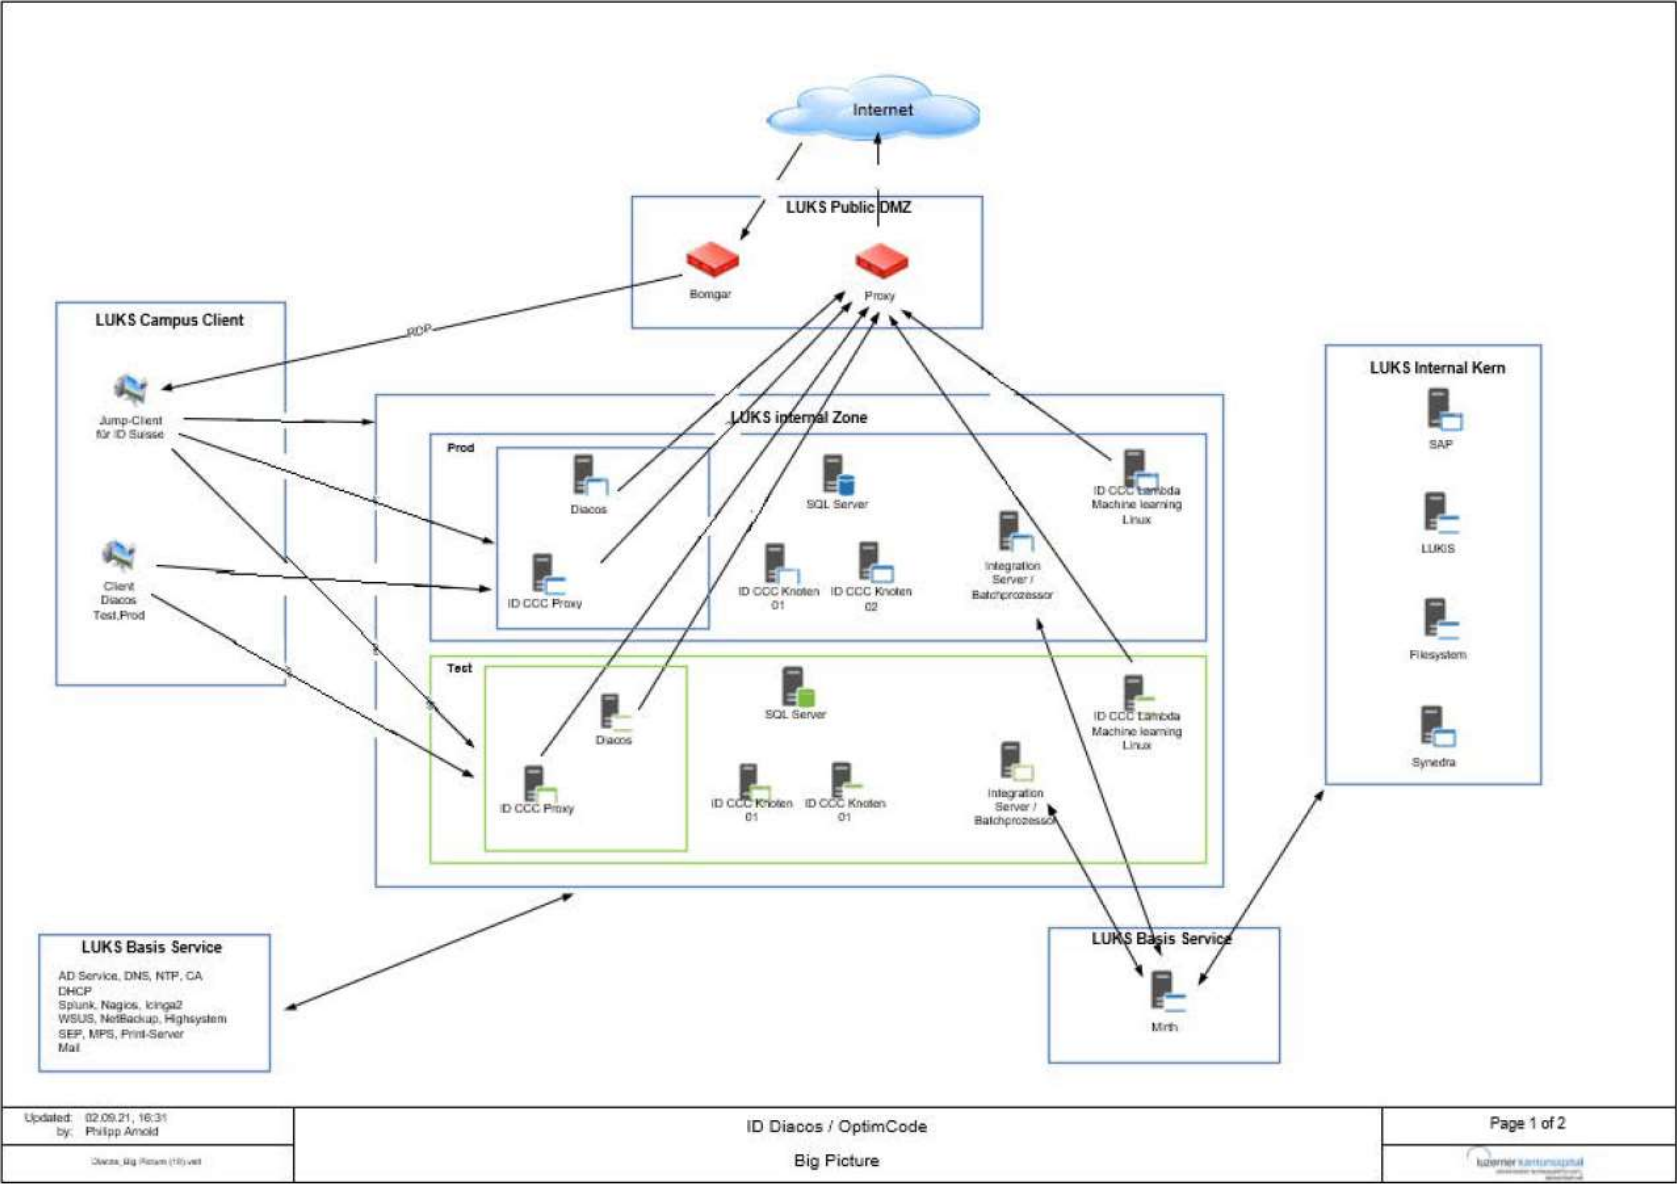 Internet
LUKS Public DMZ
Bomgar
Proxy
RDP
LUKS Campus Client
Jump-Client
für ID Suisse
Client
Diacos
Test,Prod
LUKS internal Zone
Prod
Diacos
ID CCC Proxy
SQL Server
ID CCC Knoten
01
ID CCC Knoten
02
Integration
Server /
Batchprozessor
ID CCC Lambda
Machine learning
Linux
Test
Diacos
ID CCC Proxy
SQL Server
ID CCC Knoten
01
ID CCC Knoten
01
Integration
Server /
Batchprozessor
ID CCC Lambda
Machine learning
Linux
LUKS Internal Kern
SAP
LUKiS
Filesystem
Synedra
LUKS Basis Service
AD Service, DNS, NTP, CA
DHCP
Splunk, Nagios, Icinga2
WSUS, NetBackup, Highsystem
SEP, MPS, Print-Server
Mail
LUKS Basis Service
Mirth
Updated: 02.09.21, 16:31
by: Philipp Arnold
Diacos_Big Picture (10).vsd
ID Diacos / OptimCode
Big Picture
Page 1 of 2
luzerner kantonsspital